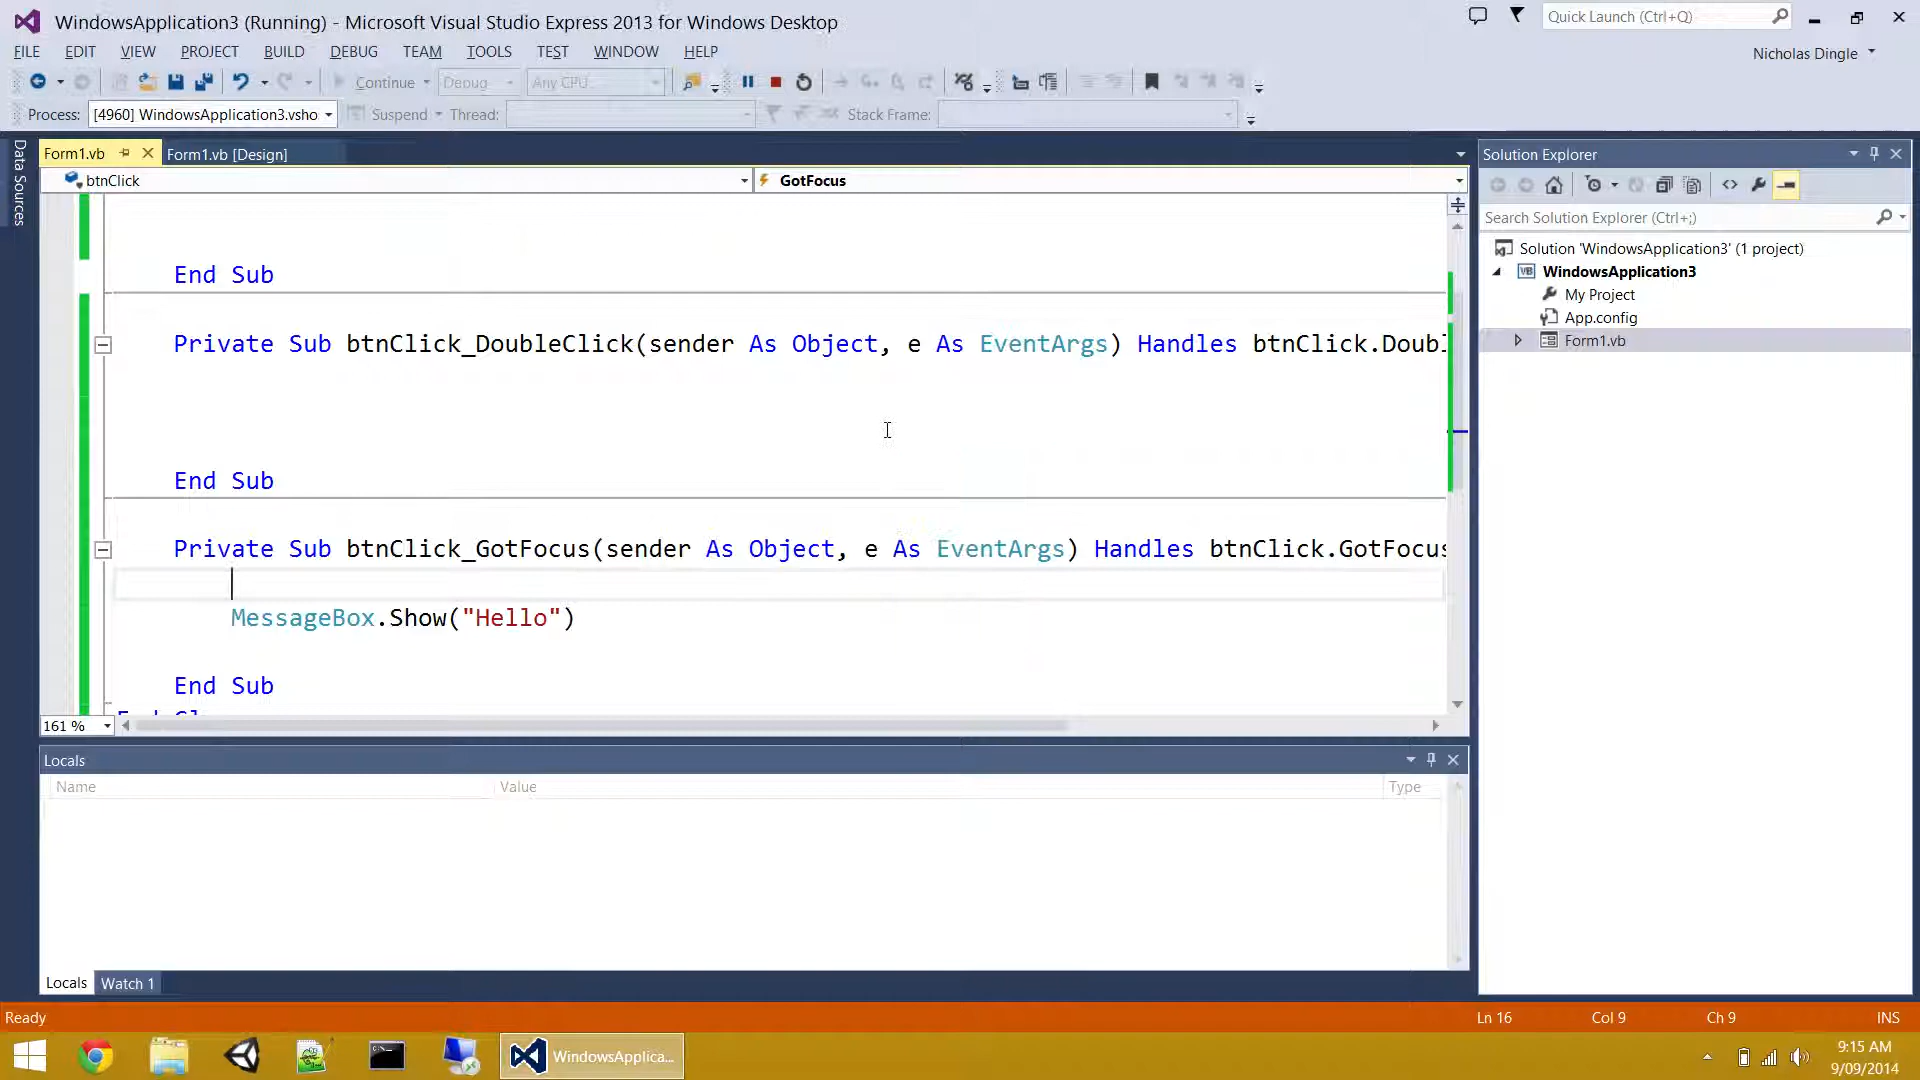 WindowsApplication3 (Running) - Microsoft Visual Studio Express 2013 for Windows Desktop
Quick Launch (Ctrl+Q)
FILE EDIT VIEW PROJECT BUILD DEBUG TEAM TOOLS TEST WINDOW HELP
Nicholas Dingle
Continue Debug Any CPU
Process: [4960] WindowsApplication3.vsho Suspend Thread: Stack Frame:
Data Sources
Form1.vb Form1.vb [Design]
btnClick GotFocus
End Sub
Private Sub btnClick_DoubleClick(sender As Object, e As EventArgs) Handles btnClick.Doubl
End Sub
Private Sub btnClick_GotFocus(sender As Object, e As EventArgs) Handles btnClick.GotFocus
MessageBox.Show("Hello")
End Sub
161 %
Locals
Name Value Type
Locals Watch 1
Solution Explorer
Search Solution Explorer (Ctrl+;)
Solution 'WindowsApplication3' (1 project)
VB WindowsApplication3
My Project
App.config
Form1.vb
Ready Ln 16 Col 9 Ch 9 INS
WindowsApplica...
9:15 AM
9/09/2014